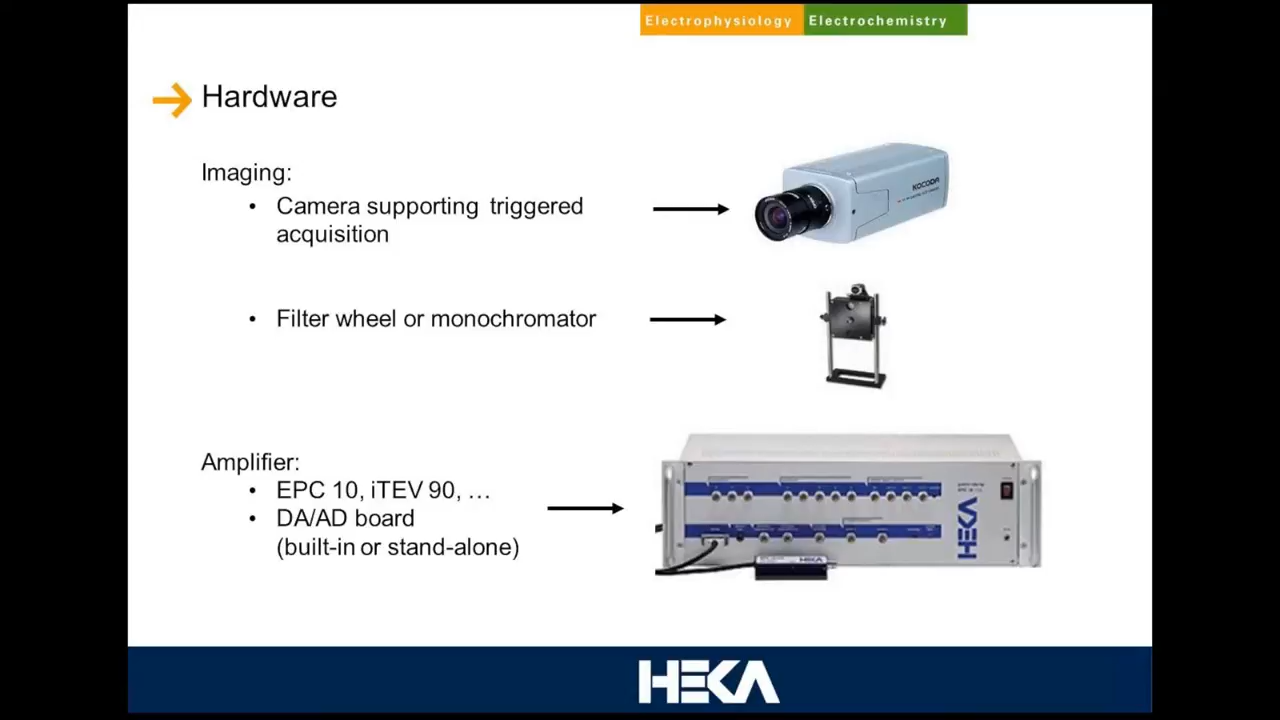 Electrophysiology Electrochemistry
Hardware
Imaging:
• Camera supporting triggered
acquisition
KOCODA
• Filter wheel or monochromator
Amplifier:
• EPC 10, iTEV 90, …
• DA/AD board
(built-in or stand-alone)
HEKA
HEKA
HEKA